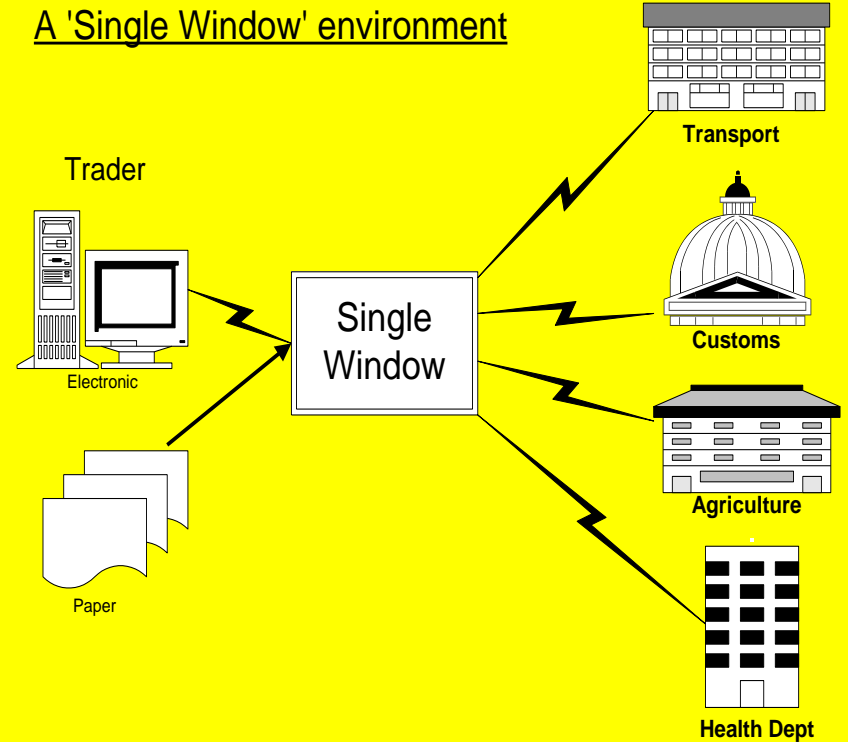 A 'Single Window' environment
Transport
Trader
Customs
Single
Window
Electronic
Agriculture
Paper
Health Dept